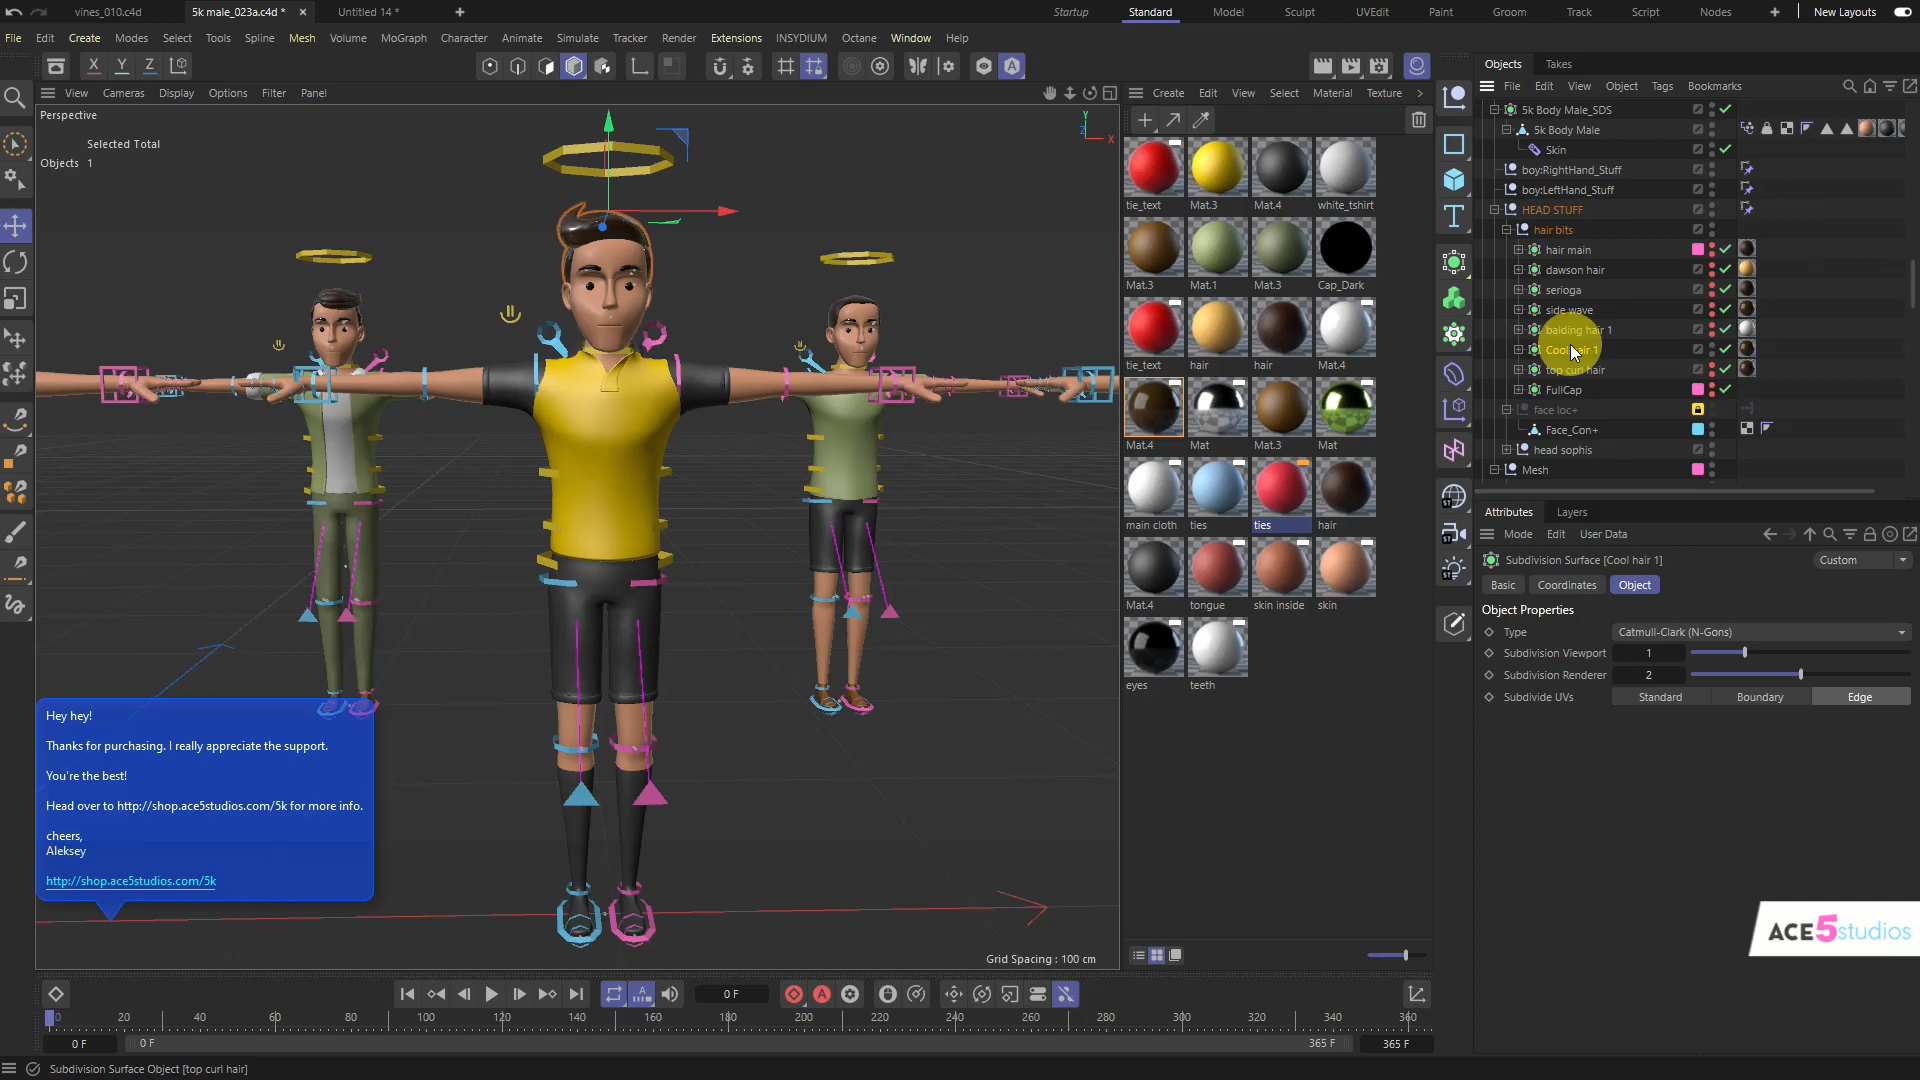 vines_010.c4d
5k male_023a.c4d *
Untitled 14 *
Startup
Standard
Model
Sculpt
UVEdit
Paint
Groom
Track
Script
Nodes
New Layouts
File Edit Create Modes Select Tools Spline Mesh Volume MoGraph Character Animate Simulate Tracker Render Extensions INSYDIUM Octane Window Help
X Y Z
View Cameras Display Options Filter Panel
Perspective
Selected Total
Objects 1
Y
Z
X
Hey hey!
Thanks for purchasing. I really appreciate the support.
You're the best!
Head over to http://shop.ace5studios.com/5k for more info.
cheers,
Aleksey
http://shop.ace5studios.com/5k
Grid Spacing : 100 cm
Create Edit View Select Material Texture
tie_text Mat.3 Mat.4 white_tshirt
Mat.3 Mat.1 Mat.3 Cap_Dark
tie_text hair hair Mat.4
Mat.4 Mat Mat.3 Mat
main cloth ties ties hair
Mat.4 tongue skin inside skin
eyes teeth
Objects Takes
File Edit View Object Tags Bookmarks
5k Body Male_SDS
5k Body Male
Skin
boy:RightHand_Stuff
boy:LeftHand_Stuff
HEAD STUFF
hair bits
hair main
dawson hair
serioga
side wave
balding hair 1
Cool hair 1
top curl hair
FullCap
face loc+
Face_Con+
head sophis
Mesh
Attributes Layers
Mode Edit User Data
Subdivision Surface [Cool hair 1]
Custom
Basic Coordinates Object
Object Properties
Type Catmull-Clark (N-Gons)
Subdivision Viewport 1
Subdivision Renderer 2
Subdivide UVs Standard Boundary Edge
ACE5studios
0 F
0 20 40 60 80 100 120 140 160 180 200 220 240 260 280 300 320 340 360
0 F 0 F 365 F 365 F
Subdivision Surface Object [top curl hair]